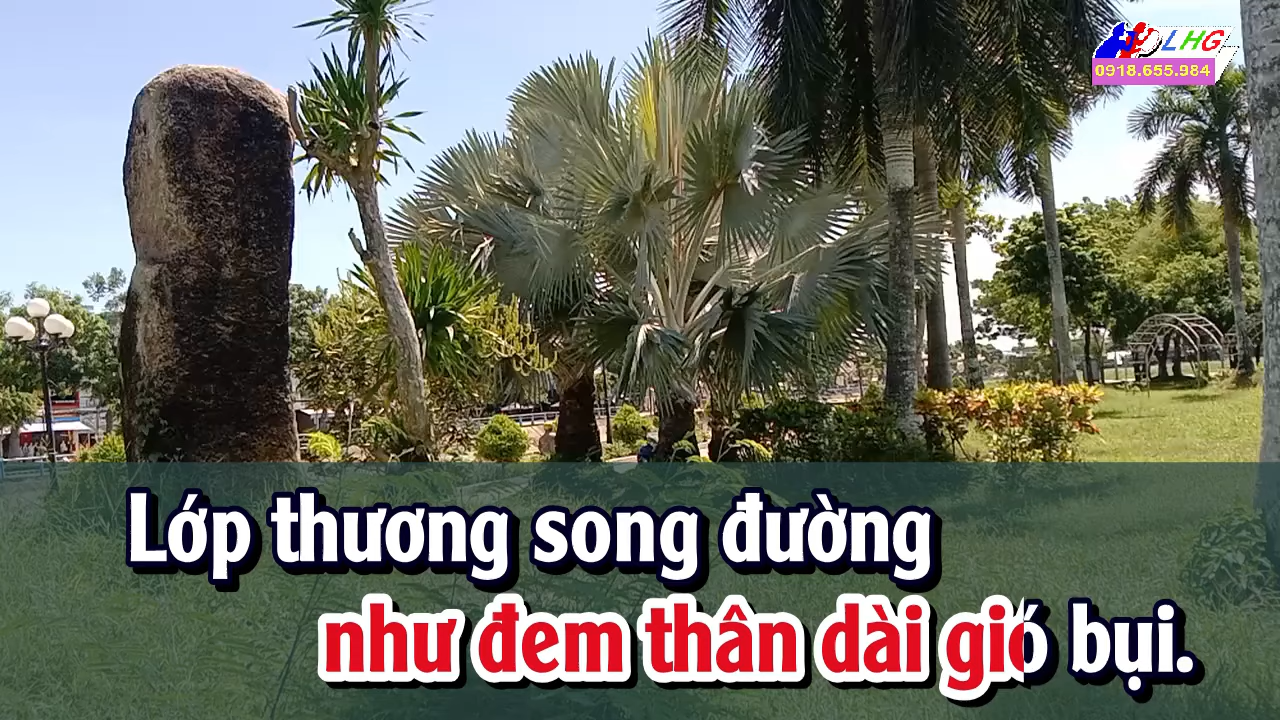 LHG
0918.655.984
Lớp thương song đường
như đem thân dài gió bụi.